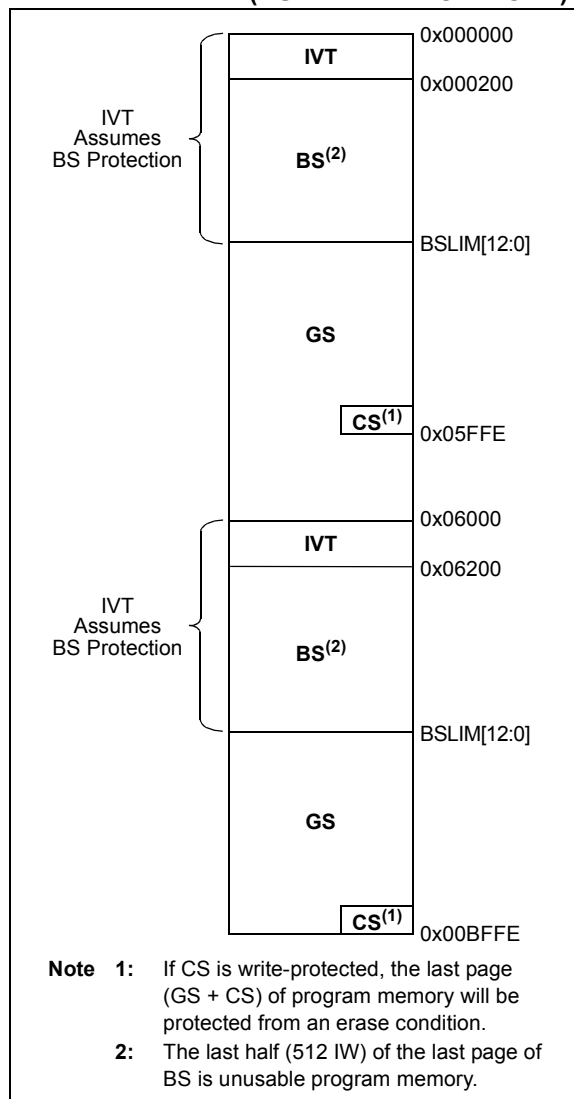 IVT
0x000000
0x000200
IVT
Assumes
BS Protection
BS(2)
BSLIM[12:0]
GS
CS(1)
0x05FFE
0x06000
IVT
0x06200
IVT
Assumes
BS Protection
BS(2)
BSLIM[12:0]
GS
CS(1)
0x00BFFE
Note 1: If CS is write-protected, the last page
(GS + CS) of program memory will be
protected from an erase condition.
2: The last half (512 IW) of the last page of
BS is unusable program memory.